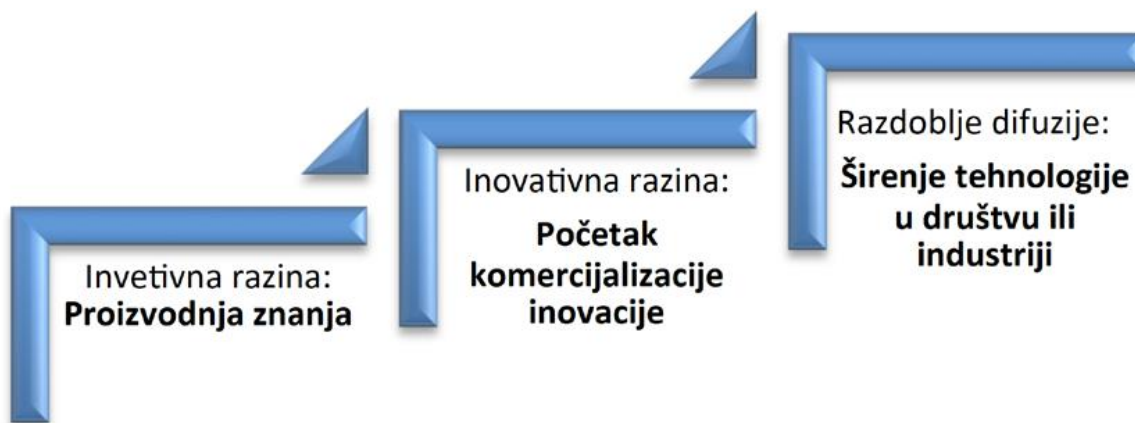 Invetivna razina:
Proizvodnja znanja
Inovativna razina:
Početak
komercijalizacije
inovacije
Razdoblje difuzije:
Širenje tehnologije
u društvu ili
industriji